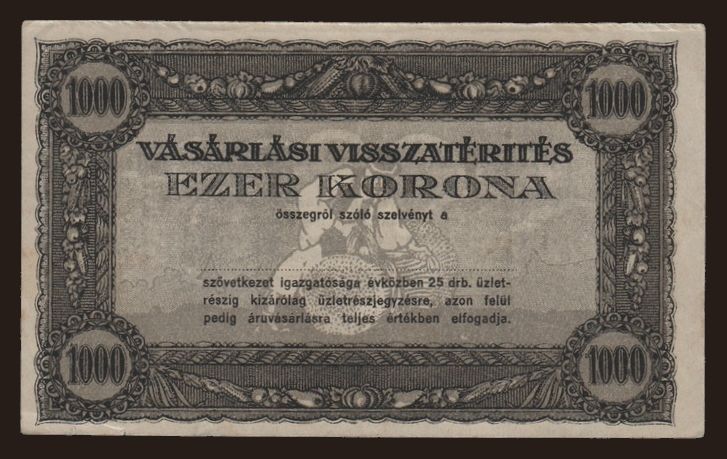 1000 1000
VÁSÁRLÁSI VISSZATÉRITÉS
EZER KORONA
összegről szóló szelvényt a
szövetkezet igazgatósága évközben 25 drb. üzlet-
részig kizárólag üzletrészjegyzésre, azon felül
pedig áruvásárlásra teljes értékben elfogadja.
1000 1000